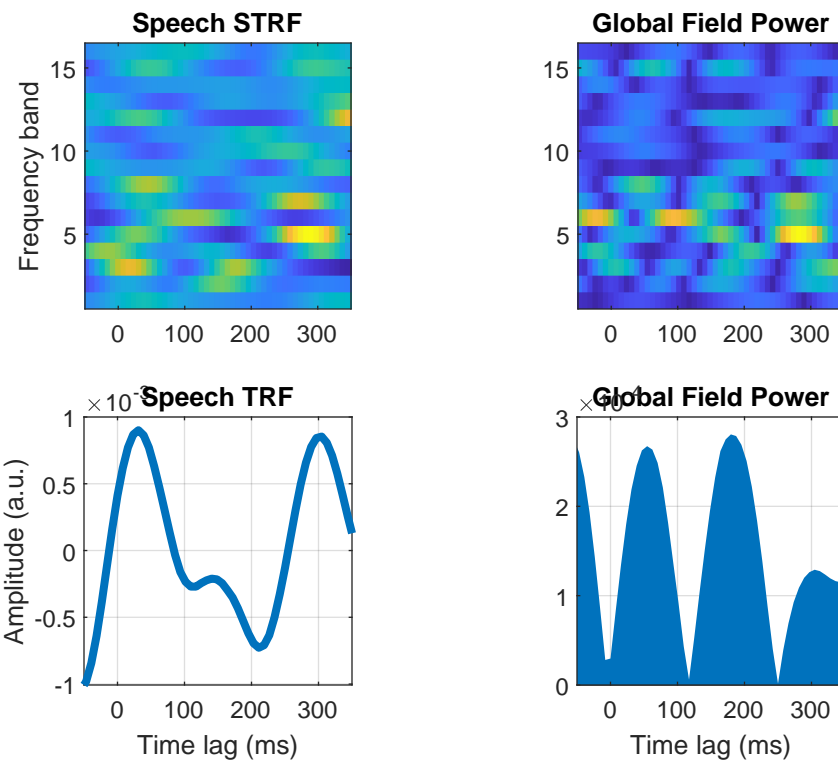 Speech STRF
Frequency band
15
10
5
0 100 200 300
Global Field Power
15
10
5
0 100 200 300
Speech TRF
×10-3
Amplitude (a.u.)
1
0.5
0
-0.5
-1
0 100 200 300
Time lag (ms)
Global Field Power
×10-4
3
2
1
0
0 100 200 300
Time lag (ms)